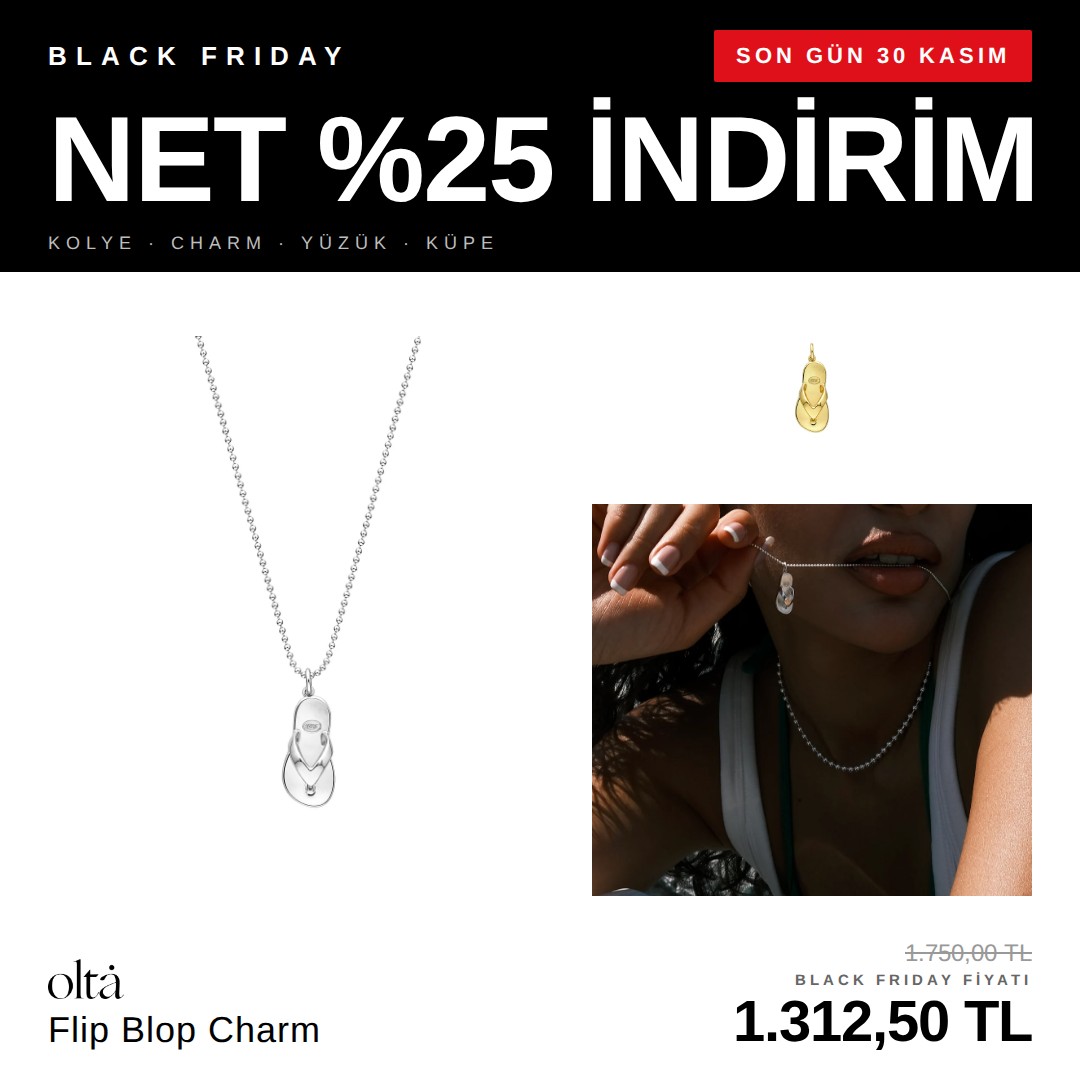 BLACK FRIDAY
SON GÜN 30 KASIM
NET %25 İNDİRİM
KOLYE · CHARM · YÜZÜK · KÜPE
olta
Flip Blop Charm
1.750,00 TL
BLACK FRIDAY FİYATI
1.312,50 TL